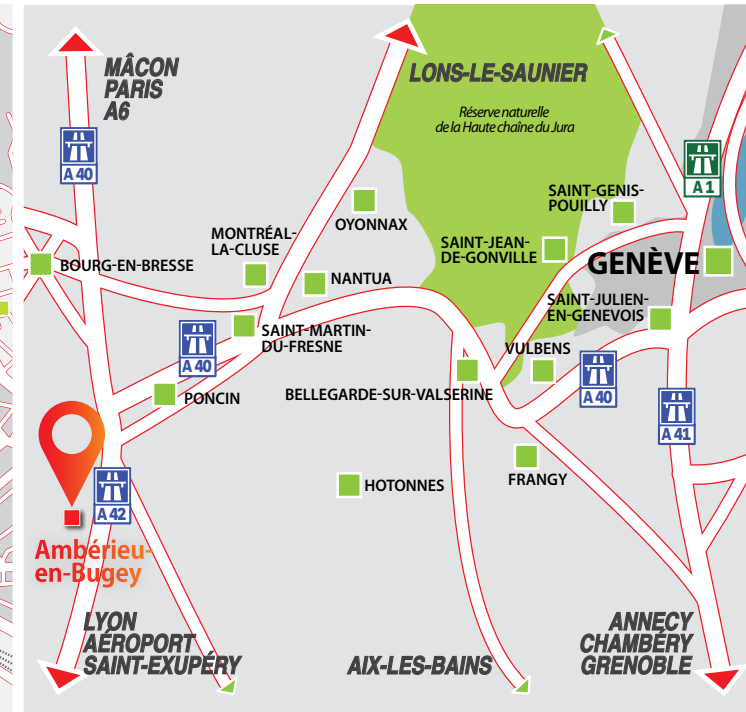 MÂCON
PARIS
A6
LONS-LE-SAUNIER
Réserve naturelle
de la Haute chaîne du Jura
A 40
A 1
SAINT-GENIS-
POUILLY
OYONNAX
MONTRÉAL-
LA-CLUSE
SAINT-JEAN-
DE-GONVILLE
GENÈVE
BOURG-EN-BRESSE
NANTUA
SAINT-JULIEN-
EN-GENEVOIS
SAINT-MARTIN-
DU-FRESNE
A 40
VULBENS
BELLEGARDE-SUR-VALSERINE
A 40
PONCIN
A 41
FRANGY
HOTONNES
A 42
Ambérieu-
en-Bugey
LYON
AÉROPORT
SAINT-EXUPÉRY
AIX-LES-BAINS
ANNECY
CHAMBÉRY
GRENOBLE